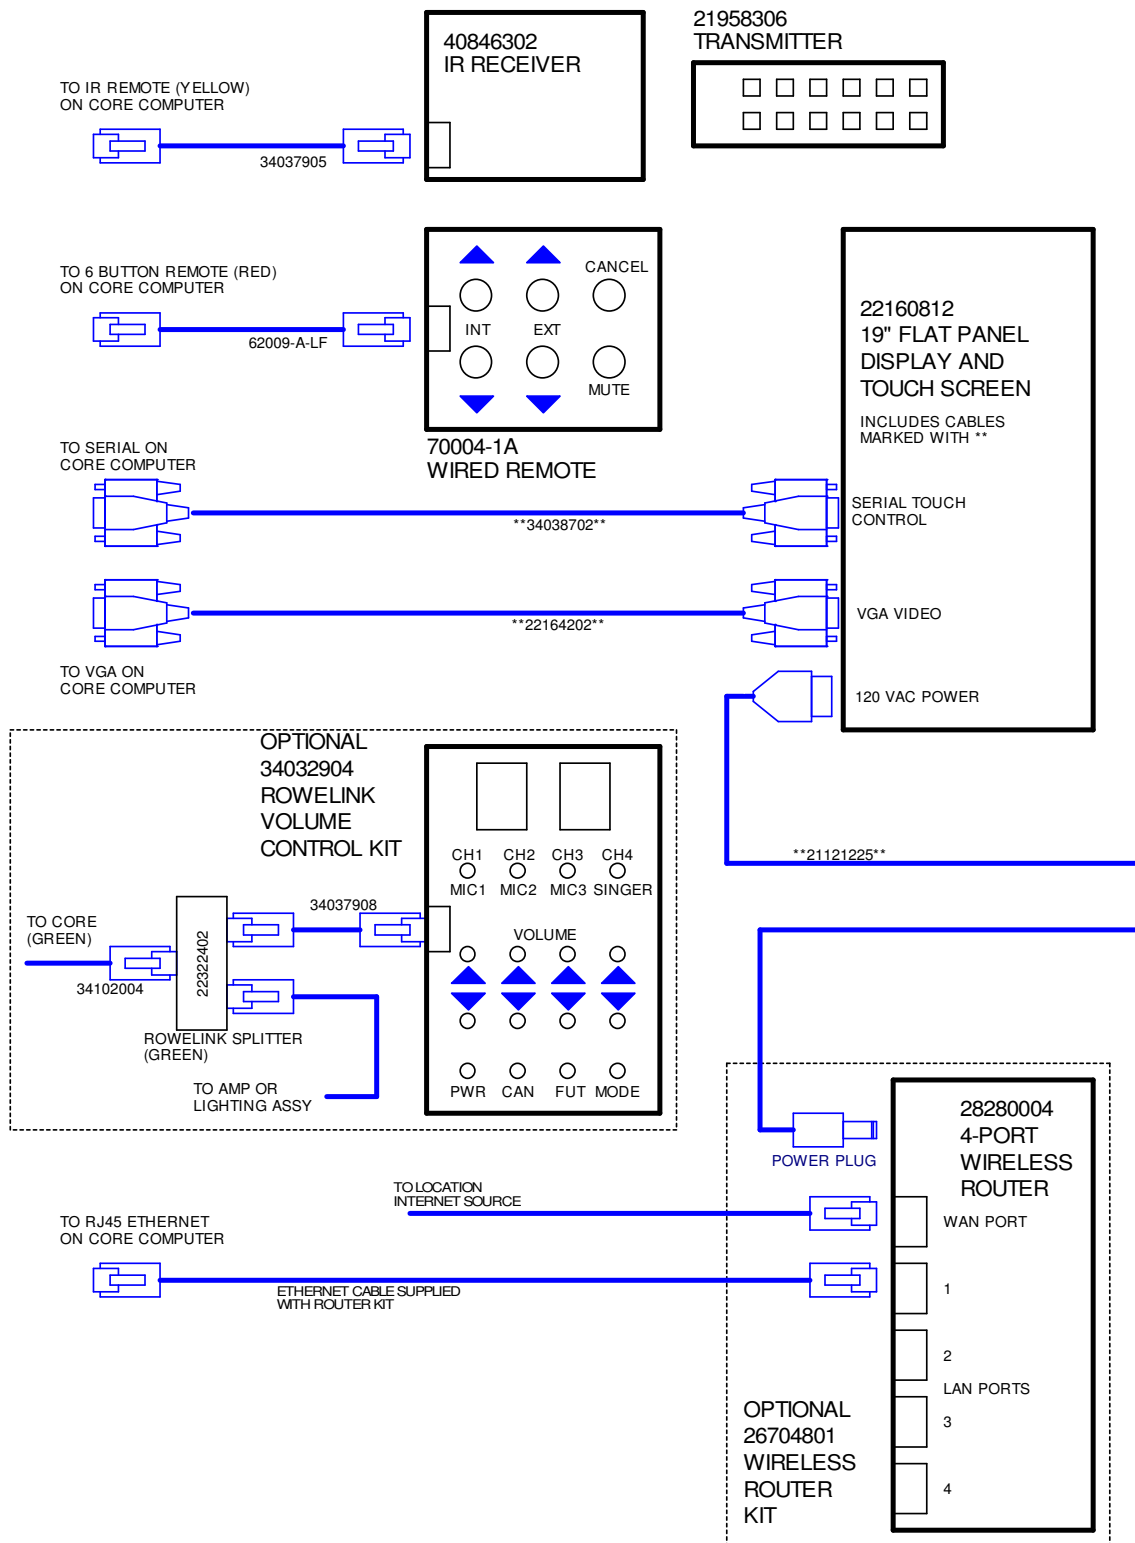 40846302
IR RECEIVER
21958306
TRANSMITTER
TO IR REMOTE (YELLOW)
ON CORE COMPUTER
34037905
TO 6 BUTTON REMOTE (RED)
ON CORE COMPUTER
62009-A-LF
CANCEL
INT
EXT
MUTE
70004-1A
WIRED REMOTE
22160812
19" FLAT PANEL
DISPLAY AND
TOUCH SCREEN
INCLUDES CABLES
MARKED WITH **
TO SERIAL ON
CORE COMPUTER
**34038702**
SERIAL TOUCH
CONTROL
**22164202**
VGA VIDEO
TO VGA ON
CORE COMPUTER
120 VAC POWER
**21121225**
OPTIONAL
34032904
ROWELINK
VOLUME
CONTROL KIT
CH1
CH2
CH3
CH4
MIC1
MIC2
MIC3
SINGER
VOLUME
PWR
CAN
FUT
MODE
34037908
TO CORE
(GREEN)
34102004
22322402
ROWELINK SPLITTER
(GREEN)
TO AMP OR
LIGHTING ASSY
28280004
4-PORT
WIRELESS
ROUTER
POWER PLUG
TO LOCATION
INTERNET SOURCE
WAN PORT
TO RJ45 ETHERNET
ON CORE COMPUTER
ETHERNET CABLE SUPPLIED
WITH ROUTER KIT
1
2
LAN PORTS
3
4
OPTIONAL
26704801
WIRELESS
ROUTER
KIT